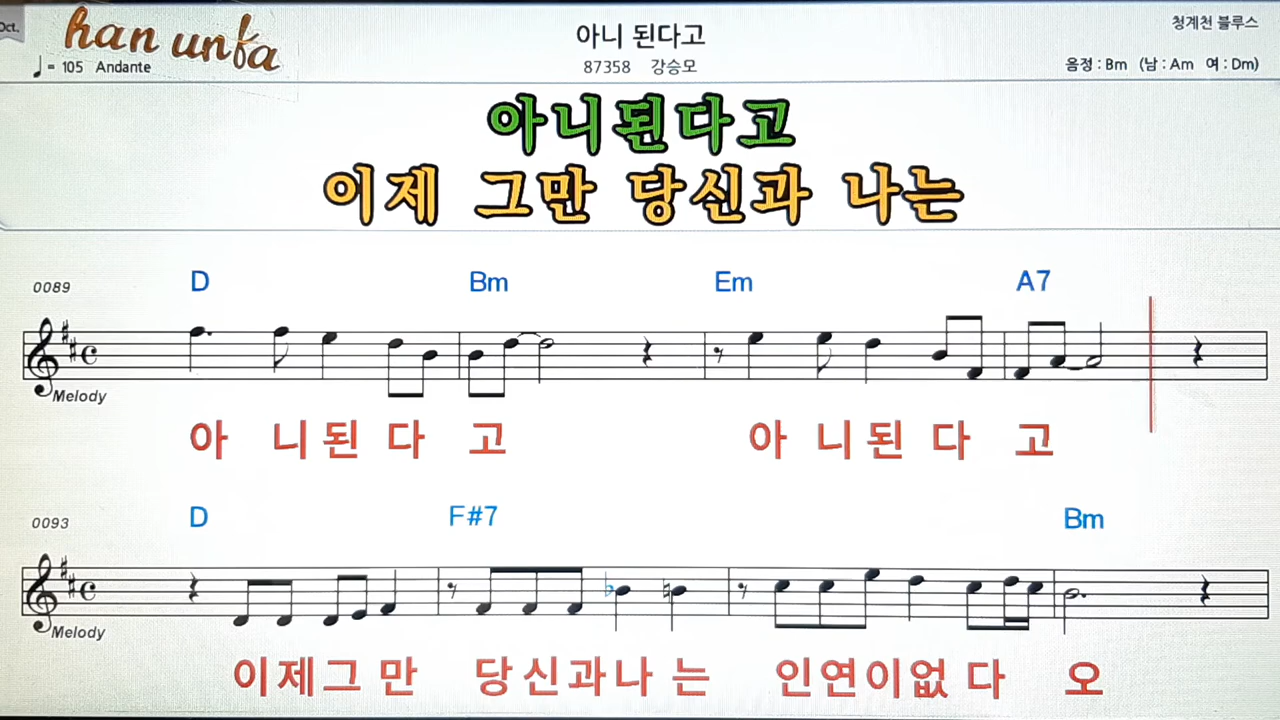 Oct.
han unfa
아니 된다고
청계천 블루스
♩= 105 Andante
87358 강승모
음정 : Bm (남 : Am 여 : Dm)
아니된다고
이제 그만 당신과 나는
0089
D Bm Em A7
Melody
아 니 된 다 고 아 니 된 다 고
0093
D F#7 Bm
Melody
이 제 그 만 당 신 과 나 는 인 연 이 없 다 오